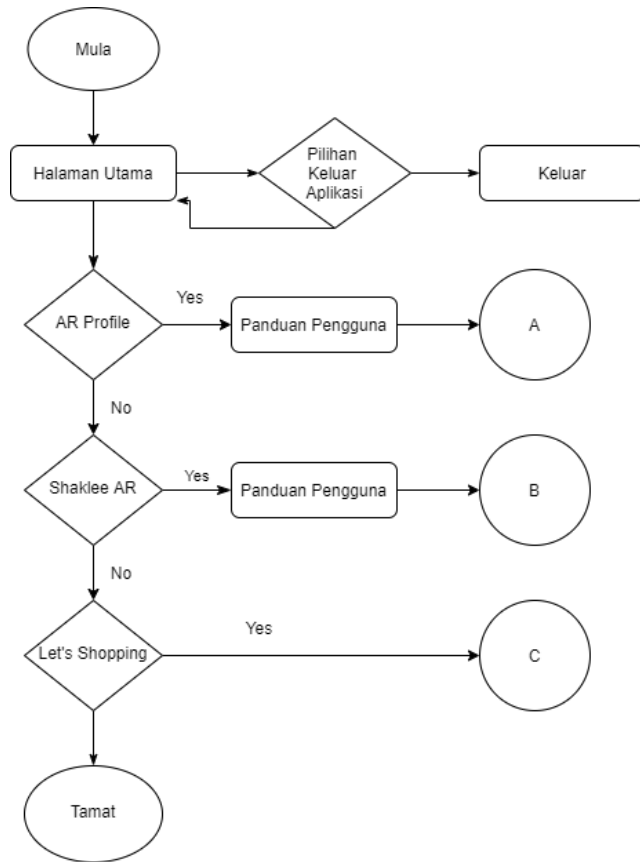 Mula
Halaman Utama
Pilihan
Keluar
Aplikasi
Keluar
AR Profile
Yes
Panduan Pengguna
A
No
Shaklee AR
Yes
Panduan Pengguna
B
No
Let's Shopping
Yes
C
Tamat